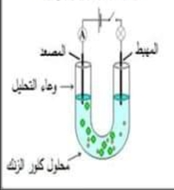 المهبط
المصعد
وعاء التحليل
محلول كلور الزنك